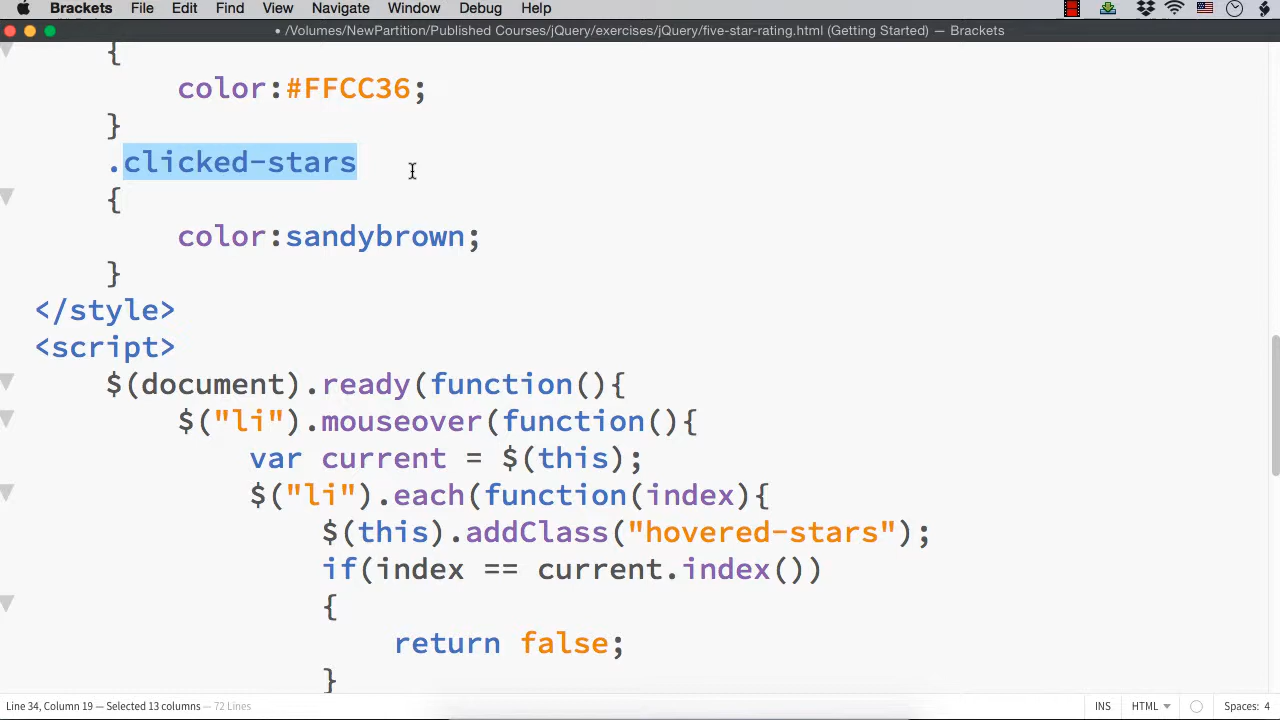 Brackets File Edit Find View Navigate Window Debug Help
• /Volumes/NewPartition/Published Courses/jQuery/exercises/jQuery/five-star-rating.html (Getting Started) — Brackets
{
color:#FFCC36;
}
.clicked-stars
{
color:sandybrown;
}
</style>
<script>
$(document).ready(function(){
$("li").mouseover(function(){
var current = $(this);
$("li").each(function(index){
$(this).addClass("hovered-stars");
if(index == current.index())
{
return false;
}
Line 34, Column 19 — Selected 13 columns — 72 Lines INS HTML Spaces: 4